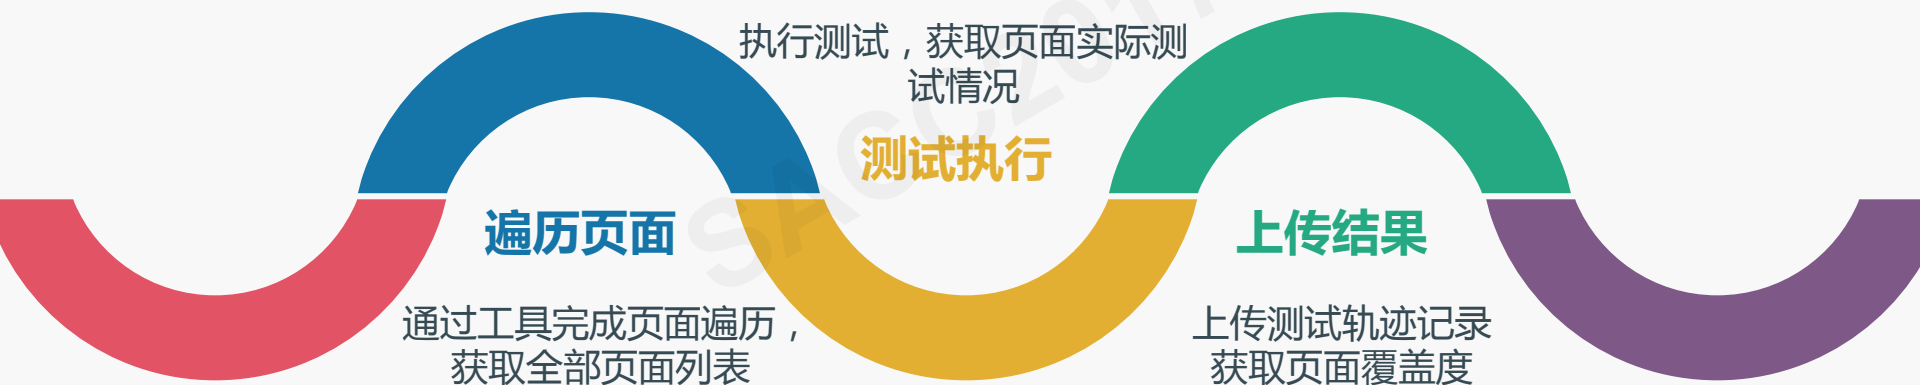 执行测试，获取页面实际测
试情况
测试执行
遍历页面
通过工具完成页面遍历，
获取全部页面列表
上传结果
上传测试轨迹记录
获取页面覆盖度
SACC2017